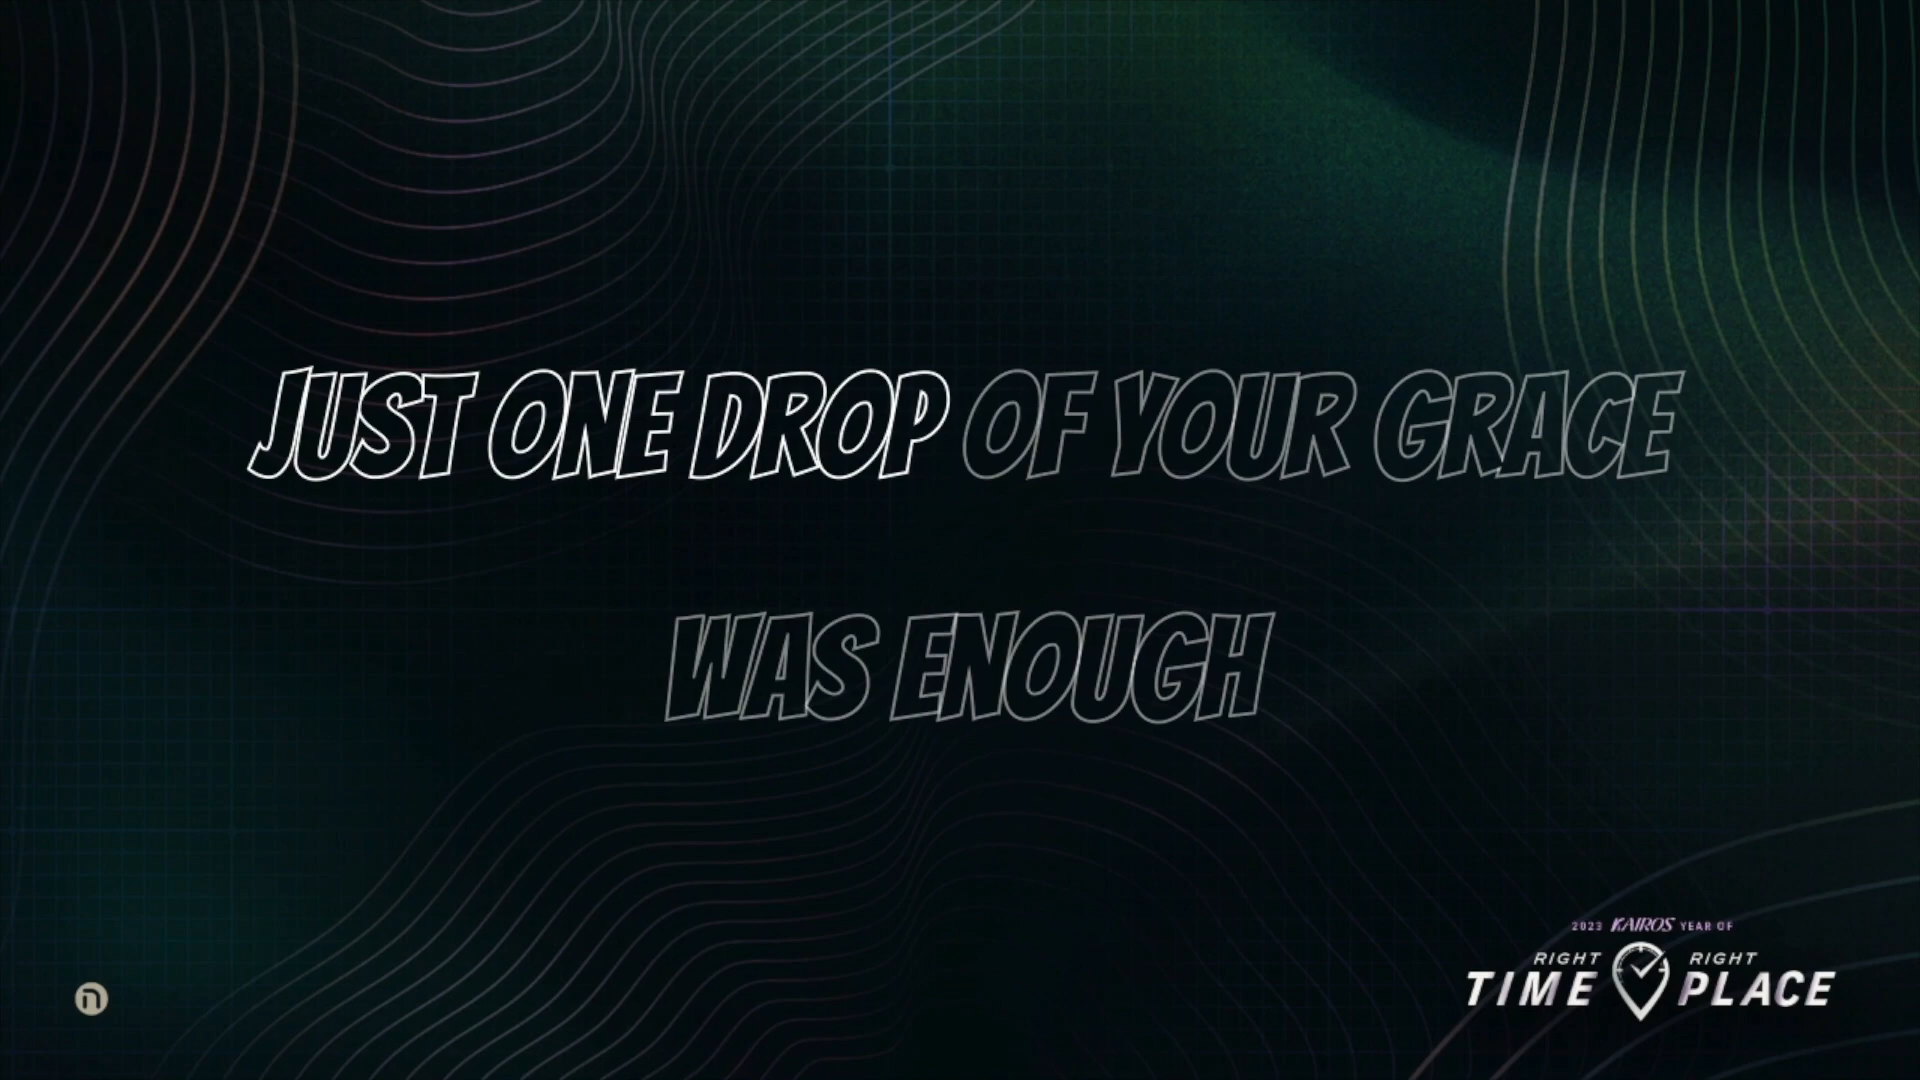 JUST ONE DROP OF YOUR GRACE
WAS ENOUGH
2023 KAIROS YEAR OF
RIGHT RIGHT
TIME PLACE
n